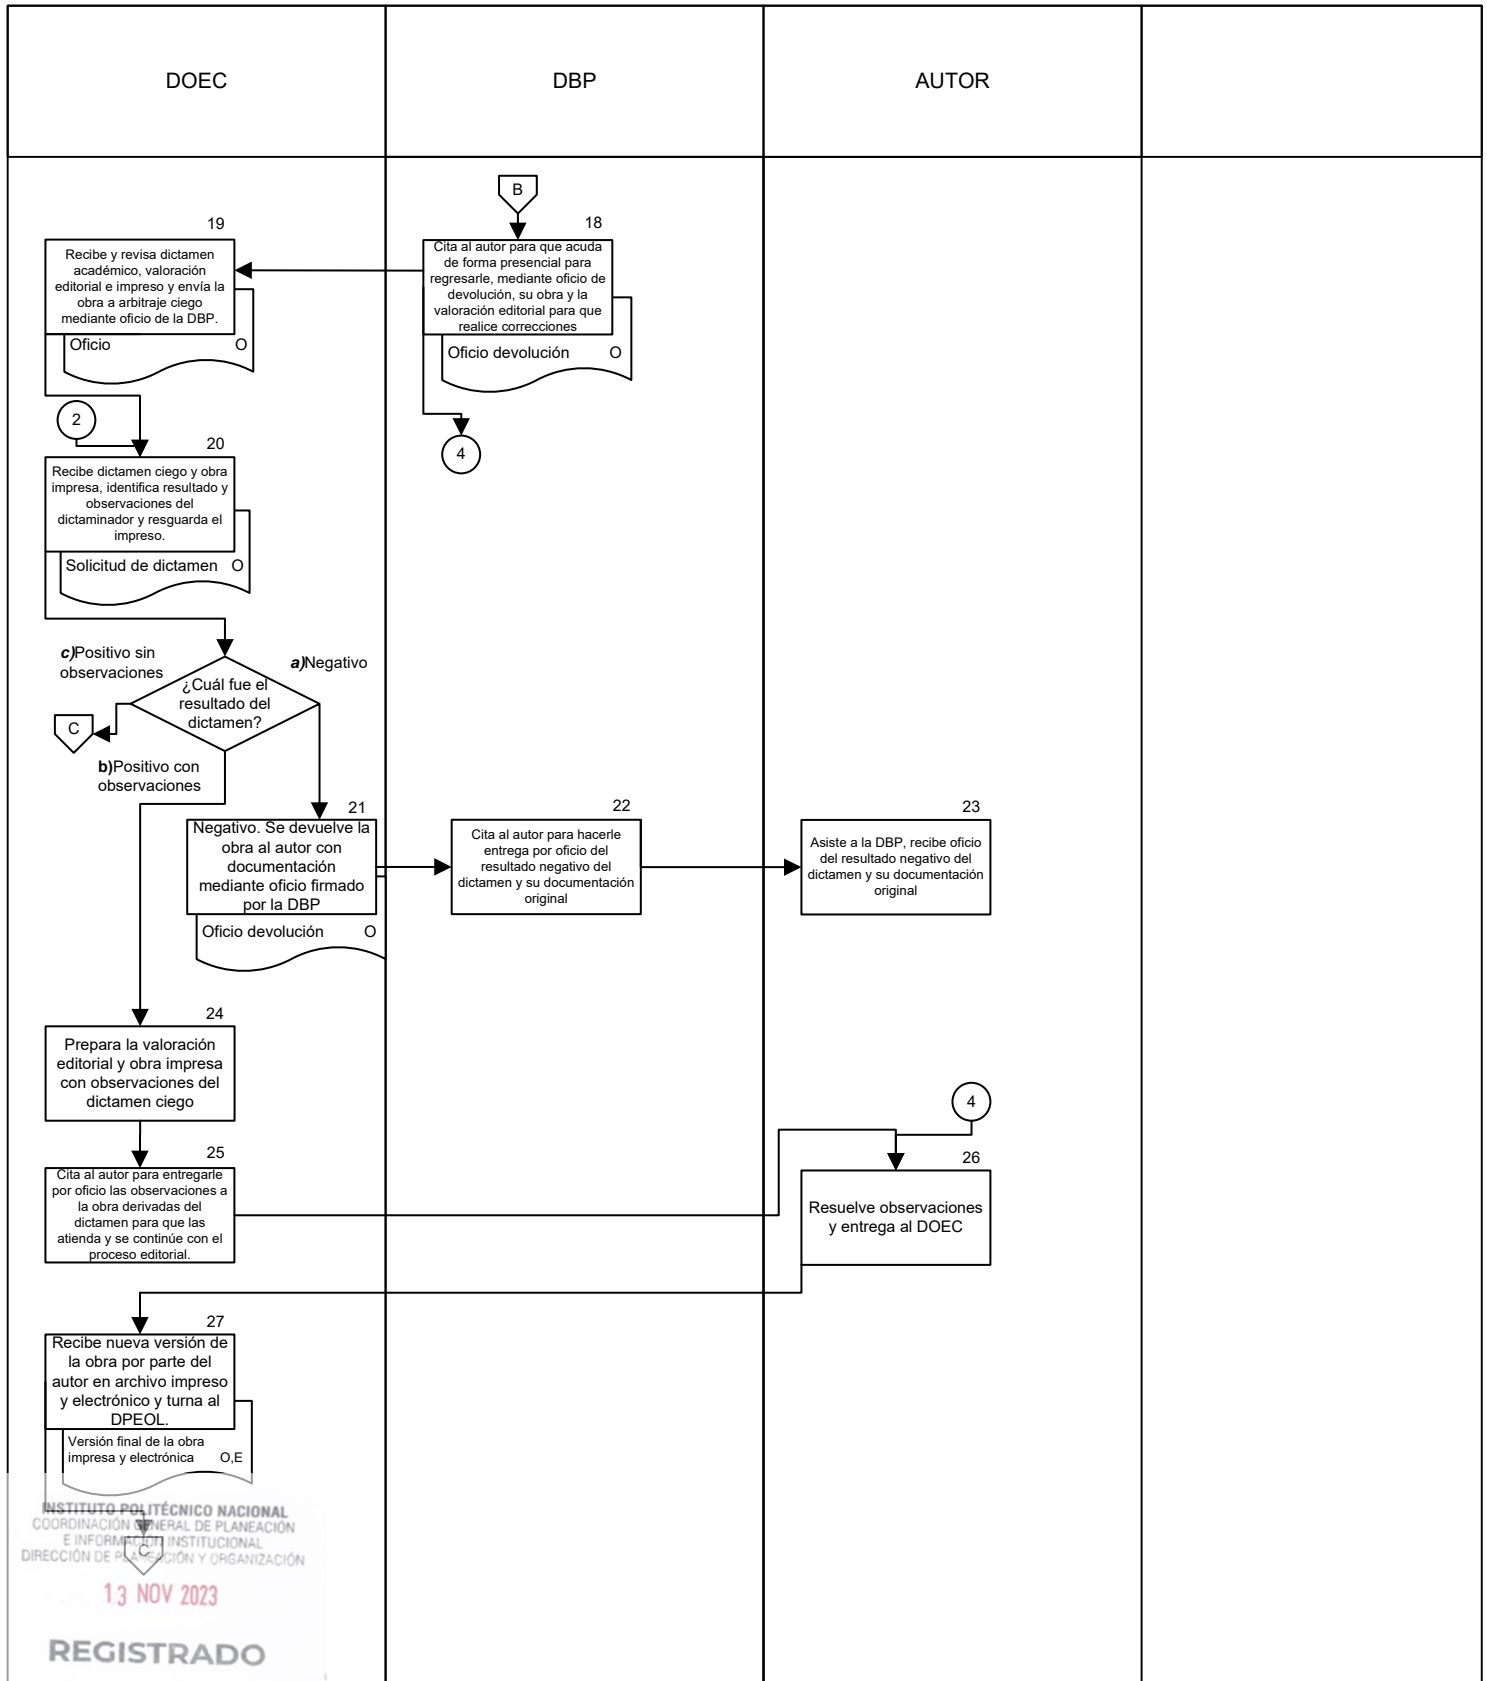 DOEC
DBP
AUTOR
B
18
Cita al autor para que acuda
de forma presencial para
regresarle, mediante oficio de
devolución, su obra y la
valoración editorial para que
realice correcciones
Oficio devolución O
4
19
Recibe y revisa dictamen
académico, valoración
editorial e impreso y envía la
obra a arbitraje ciego
mediante oficio de la DBP.
Oficio O
2
20
Recibe dictamen ciego y obra
impresa, identifica resultado y
observaciones del
dictaminador y resguarda el
impreso.
Solicitud de dictamen O
c)Positivo sin
observaciones
a)Negativo
¿Cuál fue el
resultado del
dictamen?
C
b)Positivo con
observaciones
21
Negativo. Se devuelve la
obra al autor con
documentación
mediante oficio firmado
por la DBP
Oficio devolución O
22
Cita al autor para hacerle
entrega por oficio del
resultado negativo del
dictamen y su documentación
original
23
Asiste a la DBP, recibe oficio
del resultado negativo del
dictamen y su documentación
original
24
Prepara la valoración
editorial y obra impresa
con observaciones del
dictamen ciego
25
Cita al autor para entregarle
por oficio las observaciones a
la obra derivadas del
dictamen para que las
atienda y se continúe con el
proceso editorial.
4
26
Resuelve observaciones
y entrega al DOEC
27
Recibe nueva versión de
la obra por parte del
autor en archivo impreso
y electrónico y turna al
DPEOL.
Versión final de la obra
impresa y electrónica O,E
C
INSTITUTO POLITÉCNICO NACIONAL
COORDINACIÓN GENERAL DE PLANEACIÓN
E INFORMACIÓN INSTITUCIONAL
DIRECCIÓN DE PLANEACIÓN Y ORGANIZACIÓN
13 NOV 2023
REGISTRADO